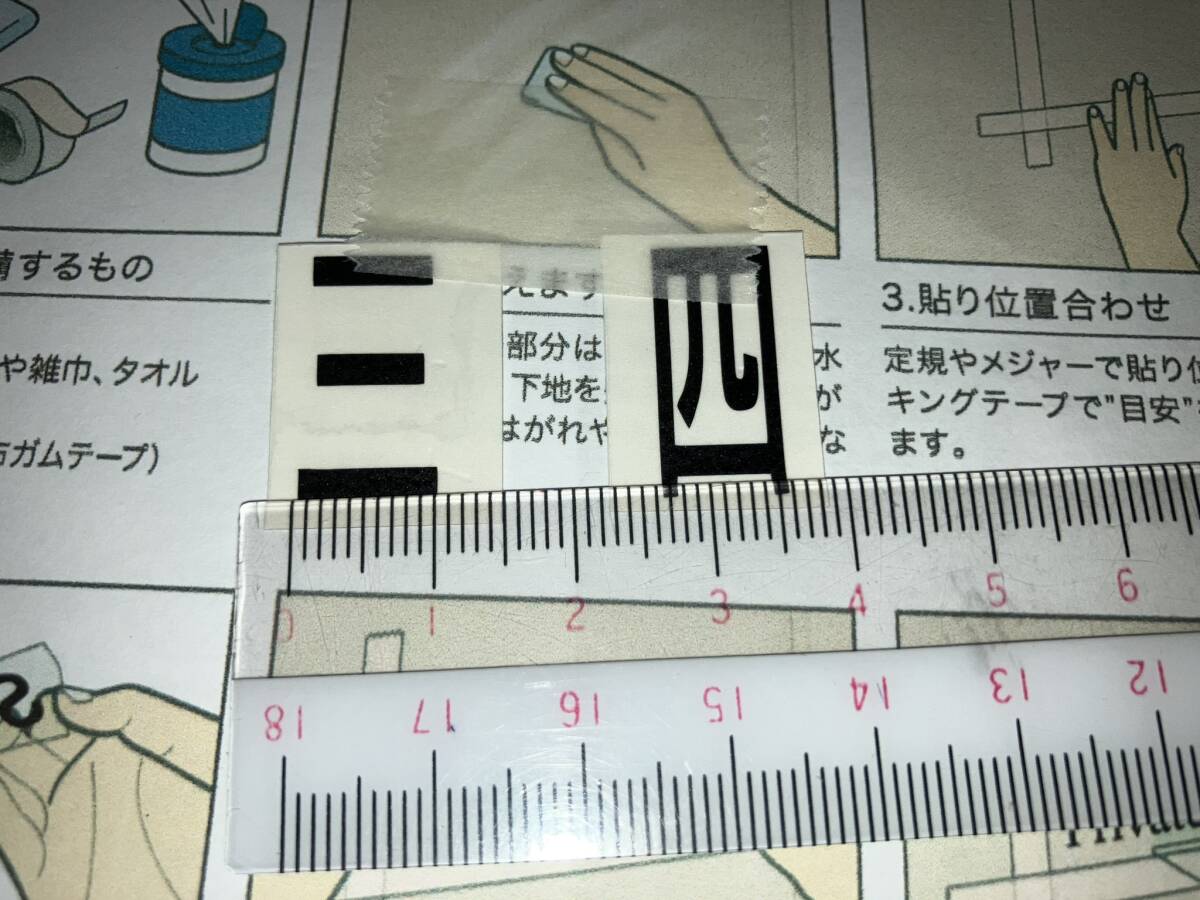 三 四
備するもの
えます
3.貼り位置合わせ
や雑巾、タオル
部分は
水
定規やメジャーで貼り位
下地を
が
キングテープで"目安"
はがれや
な
ます。
布ガムテープ)
0 1 2 3 4 5 6
18 17 16 15 14 13 12
S